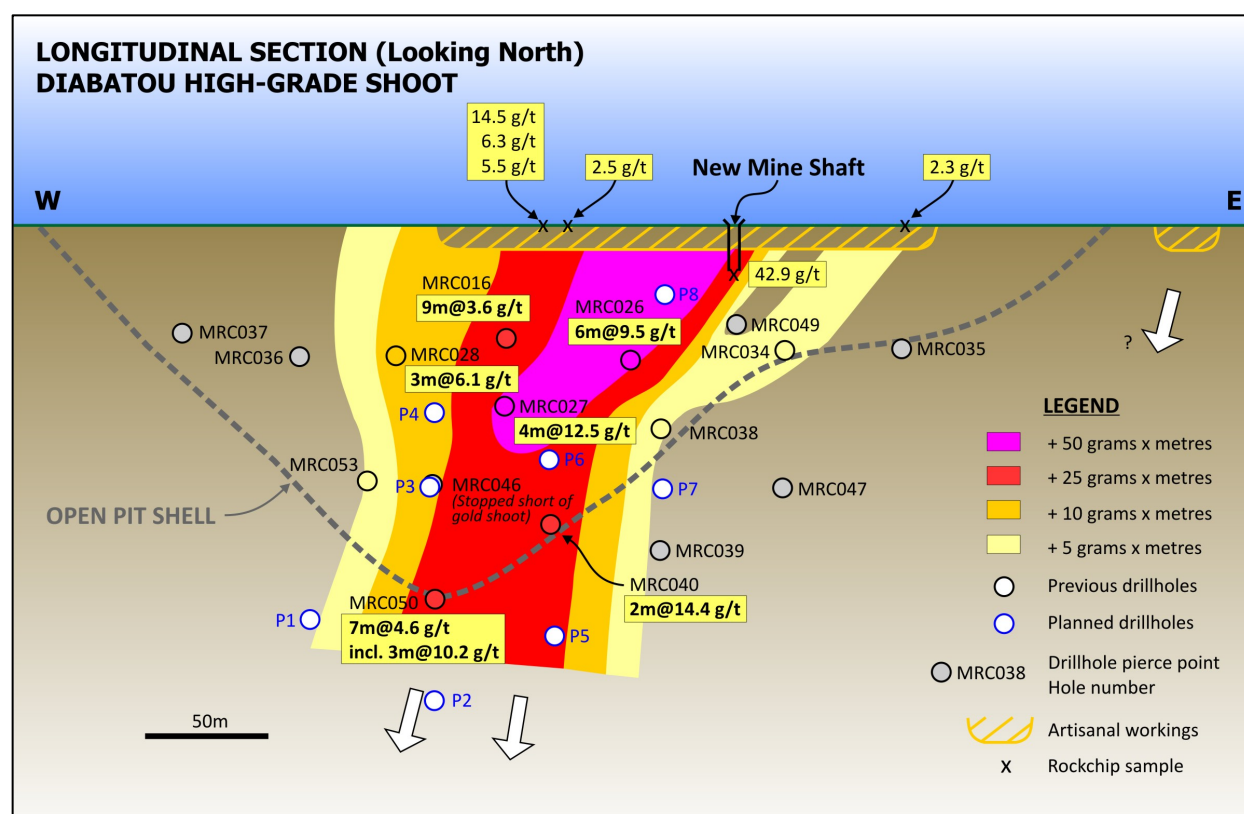 LONGITUDINAL SECTION (Looking North)
DIABATOU HIGH-GRADE SHOOT
14.5 g/t
6.3 g/t
5.5 g/t
2.5 g/t
New Mine Shaft
2.3 g/t
W
E
42.9 g/t
MRC016
9m@3.6 g/t
P8
MRC026
6m@9.5 g/t
MRC037
MRC036
MRC028
3m@6.1 g/t
MRC049
MRC034
MRC035
?
P4
MRC027
4m@12.5 g/t
MRC038
MRC053
P6
P3
MRC046
(Stopped short of
gold shoot)
P7
MRC047
OPEN PIT SHELL
MRC039
MRC040
2m@14.4 g/t
MRC050
7m@4.6 g/t
incl. 3m@10.2 g/t
P1
P5
P2
50m
LEGEND
+ 50 grams x metres
+ 25 grams x metres
+ 10 grams x metres
+ 5 grams x metres
Previous drillholes
Planned drillholes
MRC038
Drillhole pierce point
Hole number
Artisanal workings
x Rockchip sample